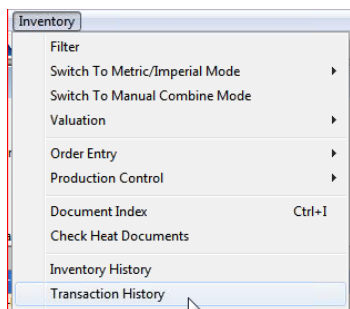 Inventory
Filter
Switch To Metric/Imperial Mode
Switch To Manual Combine Mode
Valuation
Order Entry
Production Control
Document Index Ctrl+I
Check Heat Documents
Inventory History
Transaction History